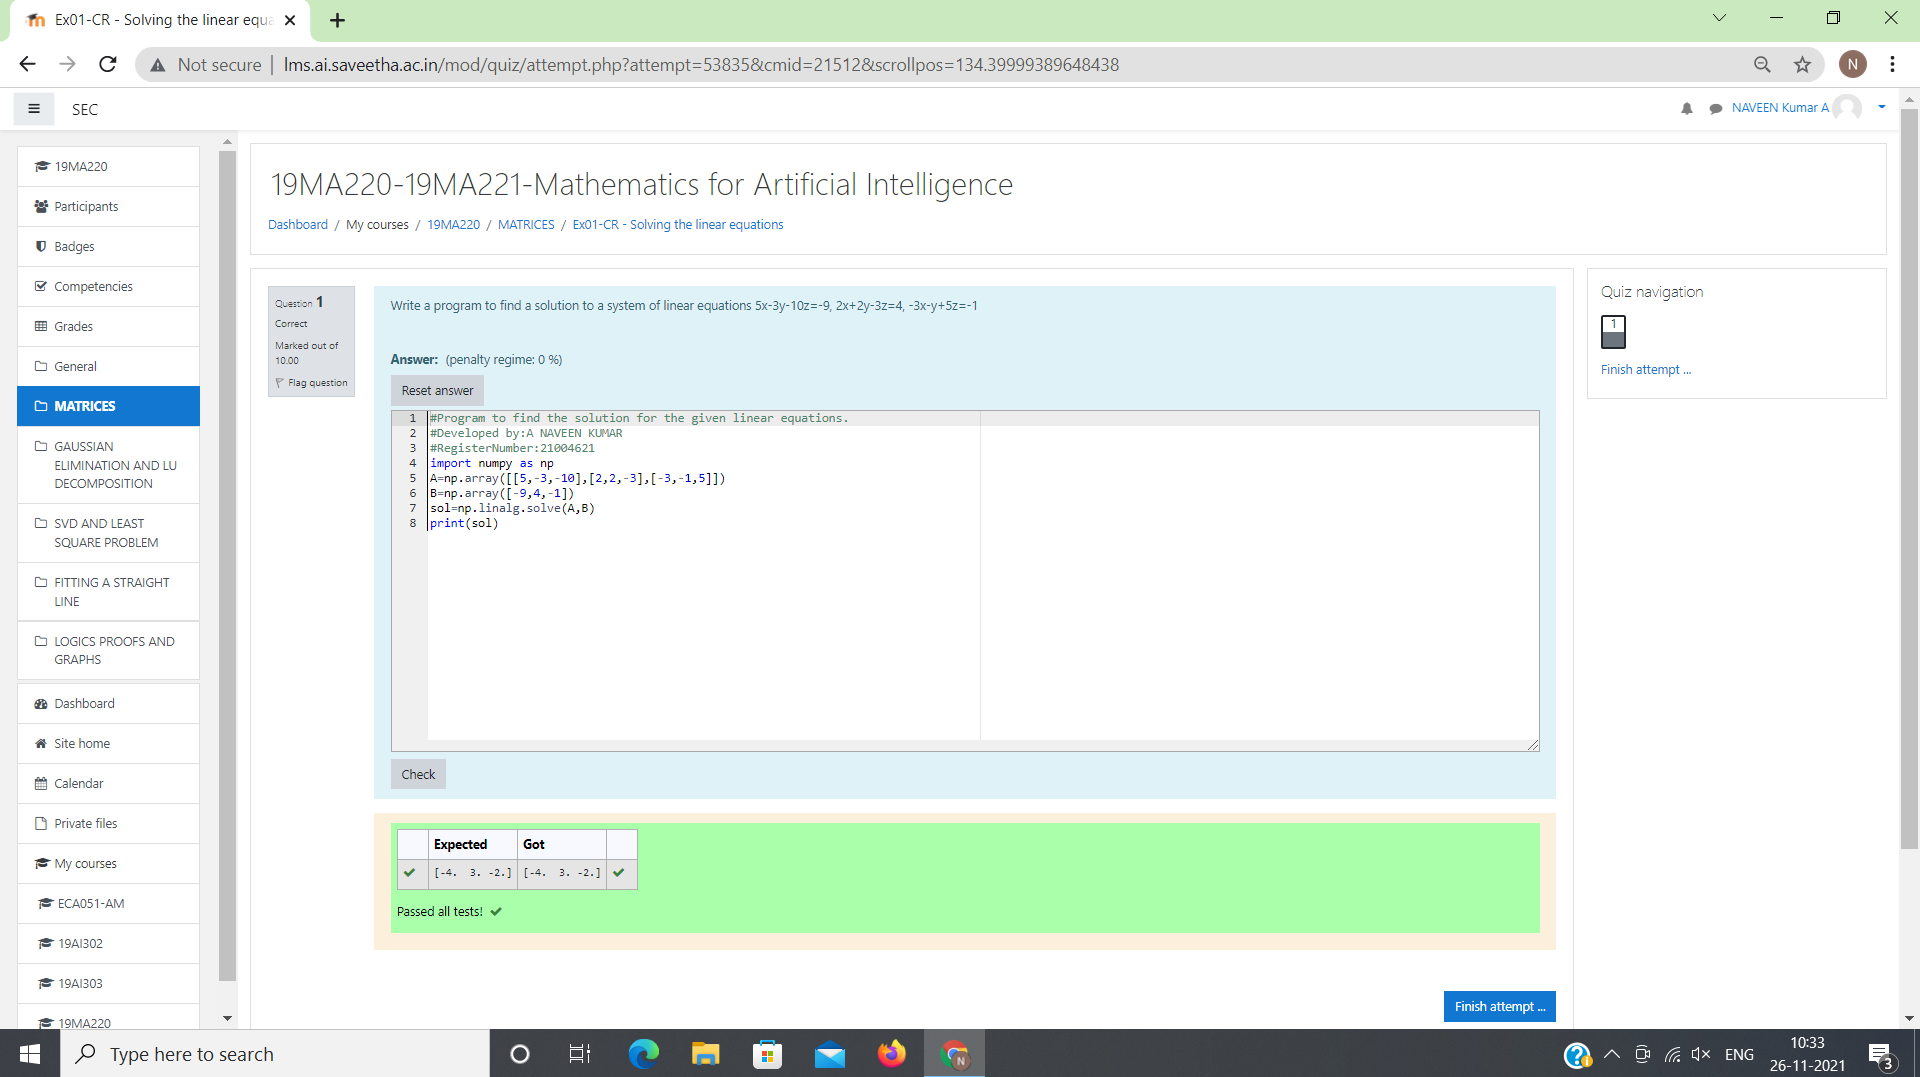 Ex01-CR - Solving the linear equa
Not secure | lms.ai.saveetha.ac.in/mod/quiz/attempt.php?attempt=53835&cmid=21512&scrollpos=134.39999389648438
N
SEC
NAVEEN Kumar A
19MA220
Participants
Badges
Competencies
Grades
General
MATRICES
GAUSSIAN
ELIMINATION AND LU
DECOMPOSITION
SVD AND LEAST
SQUARE PROBLEM
FITTING A STRAIGHT
LINE
LOGICS PROOFS AND
GRAPHS
Dashboard
Site home
Calendar
Private files
My courses
ECA051-AM
19AI302
19AI303
19MA220
19MA220-19MA221-Mathematics for Artificial Intelligence
Dashboard / My courses / 19MA220 / MATRICES / Ex01-CR - Solving the linear equations
Question 1
Correct
Marked out of
10.00
Flag question
Write a program to find a solution to a system of linear equations 5x-3y-10z=-9, 2x+2y-3z=4, -3x-y+5z=-1
Answer: (penalty regime: 0 %)
Reset answer
1 #Program to find the solution for the given linear equations.
2 #Developed by:A NAVEEN KUMAR
3 #RegisterNumber:21004621
4 import numpy as np
5 A=np.array([[5,-3,-10],[2,2,-3],[-3,-1,5]])
6 B=np.array([-9,4,-1])
7 sol=np.linalg.solve(A,B)
8 print(sol)
Check
Expected Got
[-4. 3. -2.] [-4. 3. -2.]
Passed all tests!
Finish attempt ...
Quiz navigation
1
Finish attempt ...
Type here to search
N
ENG
10:33
26-11-2021
3